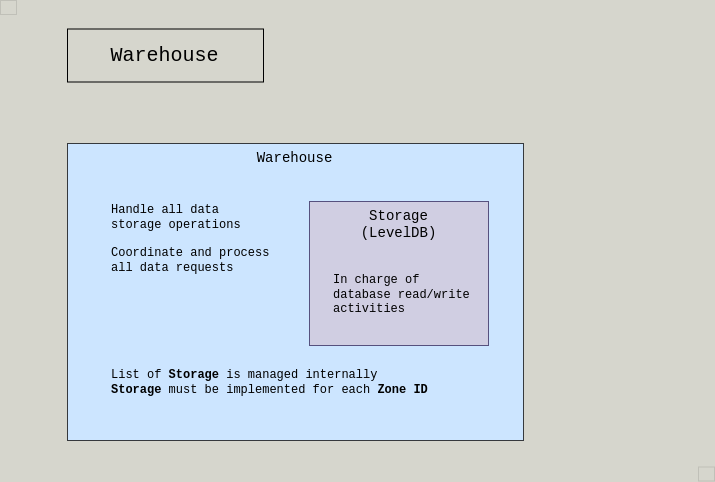 Warehouse
Warehouse
Handle all data
storage operations
Coordinate and process
all data requests
Storage
(LevelDB)
In charge of
database read/write
activities
List of Storage is managed internally
Storage must be implemented for each Zone ID